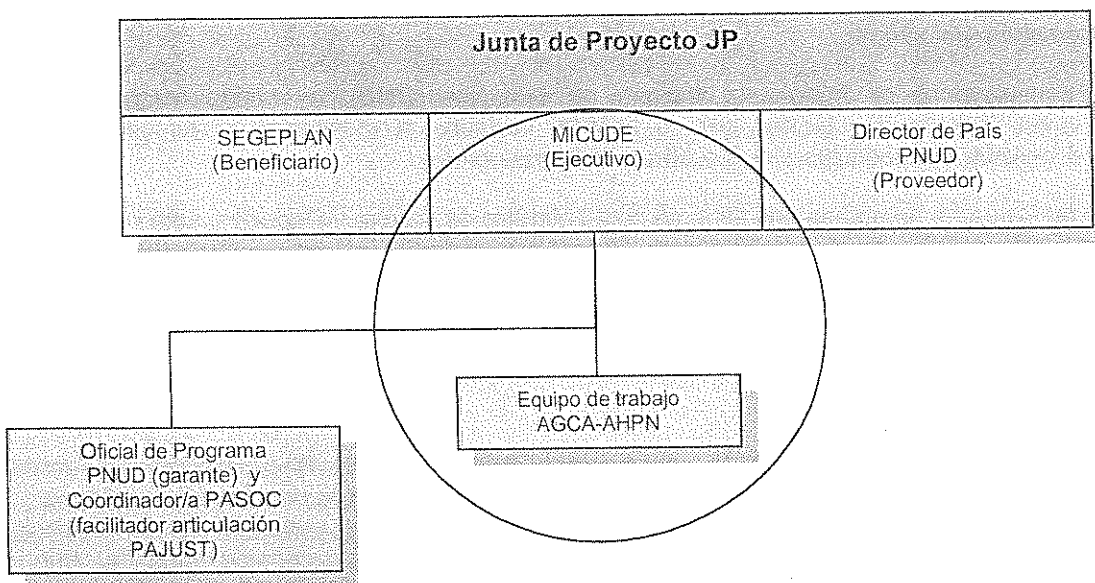 Junta de Proyecto JP
SEGEPLAN
(Beneficiario)
MICUDE
(Ejecutivo)
Director de País
PNUD
(Proveedor)
Equipo de trabajo
AGCA-AHPN
Oficial de Programa
PNUD (garante) y
Coordinador/a PASOC
(facilitador articulación
PAJUST)